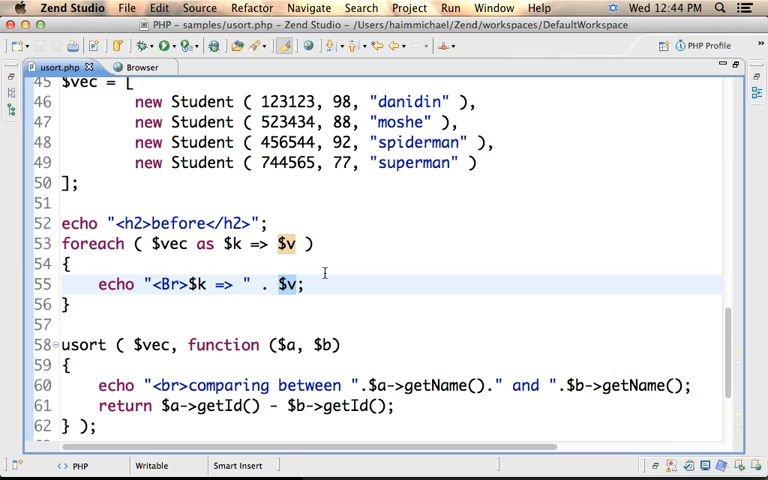 Zend Studio File Edit Source Refactor Navigate Search Project Run Window Help Wed 12:44 PM
PHP - samples/usort.php - Zend Studio - /Users/haimmichael/Zend/workspaces/DefaultWorkspace
PHP Profile
usort.php Browser
45 $vec = [
46 new Student ( 123123, 98, "danidin" ),
47 new Student ( 523434, 88, "moshe" ),
48 new Student ( 456544, 92, "spiderman" ),
49 new Student ( 744565, 77, "superman" )
50 ];
51
52 echo "<h2>before</h2>";
53 foreach ( $vec as $k => $v )
54 {
55 echo "<Br>$k => " . $v;
56 }
57
58 usort ( $vec, function ($a, $b)
59 {
60 echo "<br>comparing between ".$a->getName()." and ".$b->getName();
61 return $a->getId() - $b->getId();
62 } );
<> PHP Writable Smart Insert